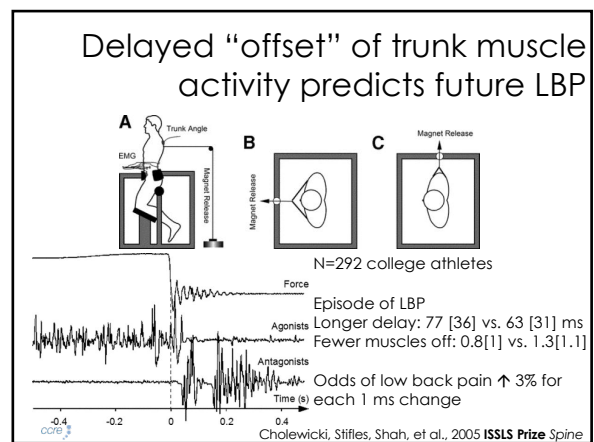 Delayed “offset” of trunk muscle
activity predicts future LBP
A
Trunk Angle
EMG
Magnet Release
B
Magnet Release
C
Magnet Release
N=292 college athletes
Force
Episode of LBP
Agonists
Longer delay: 77 [36] vs. 63 [31] ms
Fewer muscles off: 0.8[1] vs. 1.3[1.1]
Antagonists
Odds of low back pain ↑ 3% for
each 1 ms change
Time (s)
-0.4 -0.2 0 0.2 0.4
ccre
Cholewicki, Stifles, Shah, et al., 2005 ISSLS Prize Spine